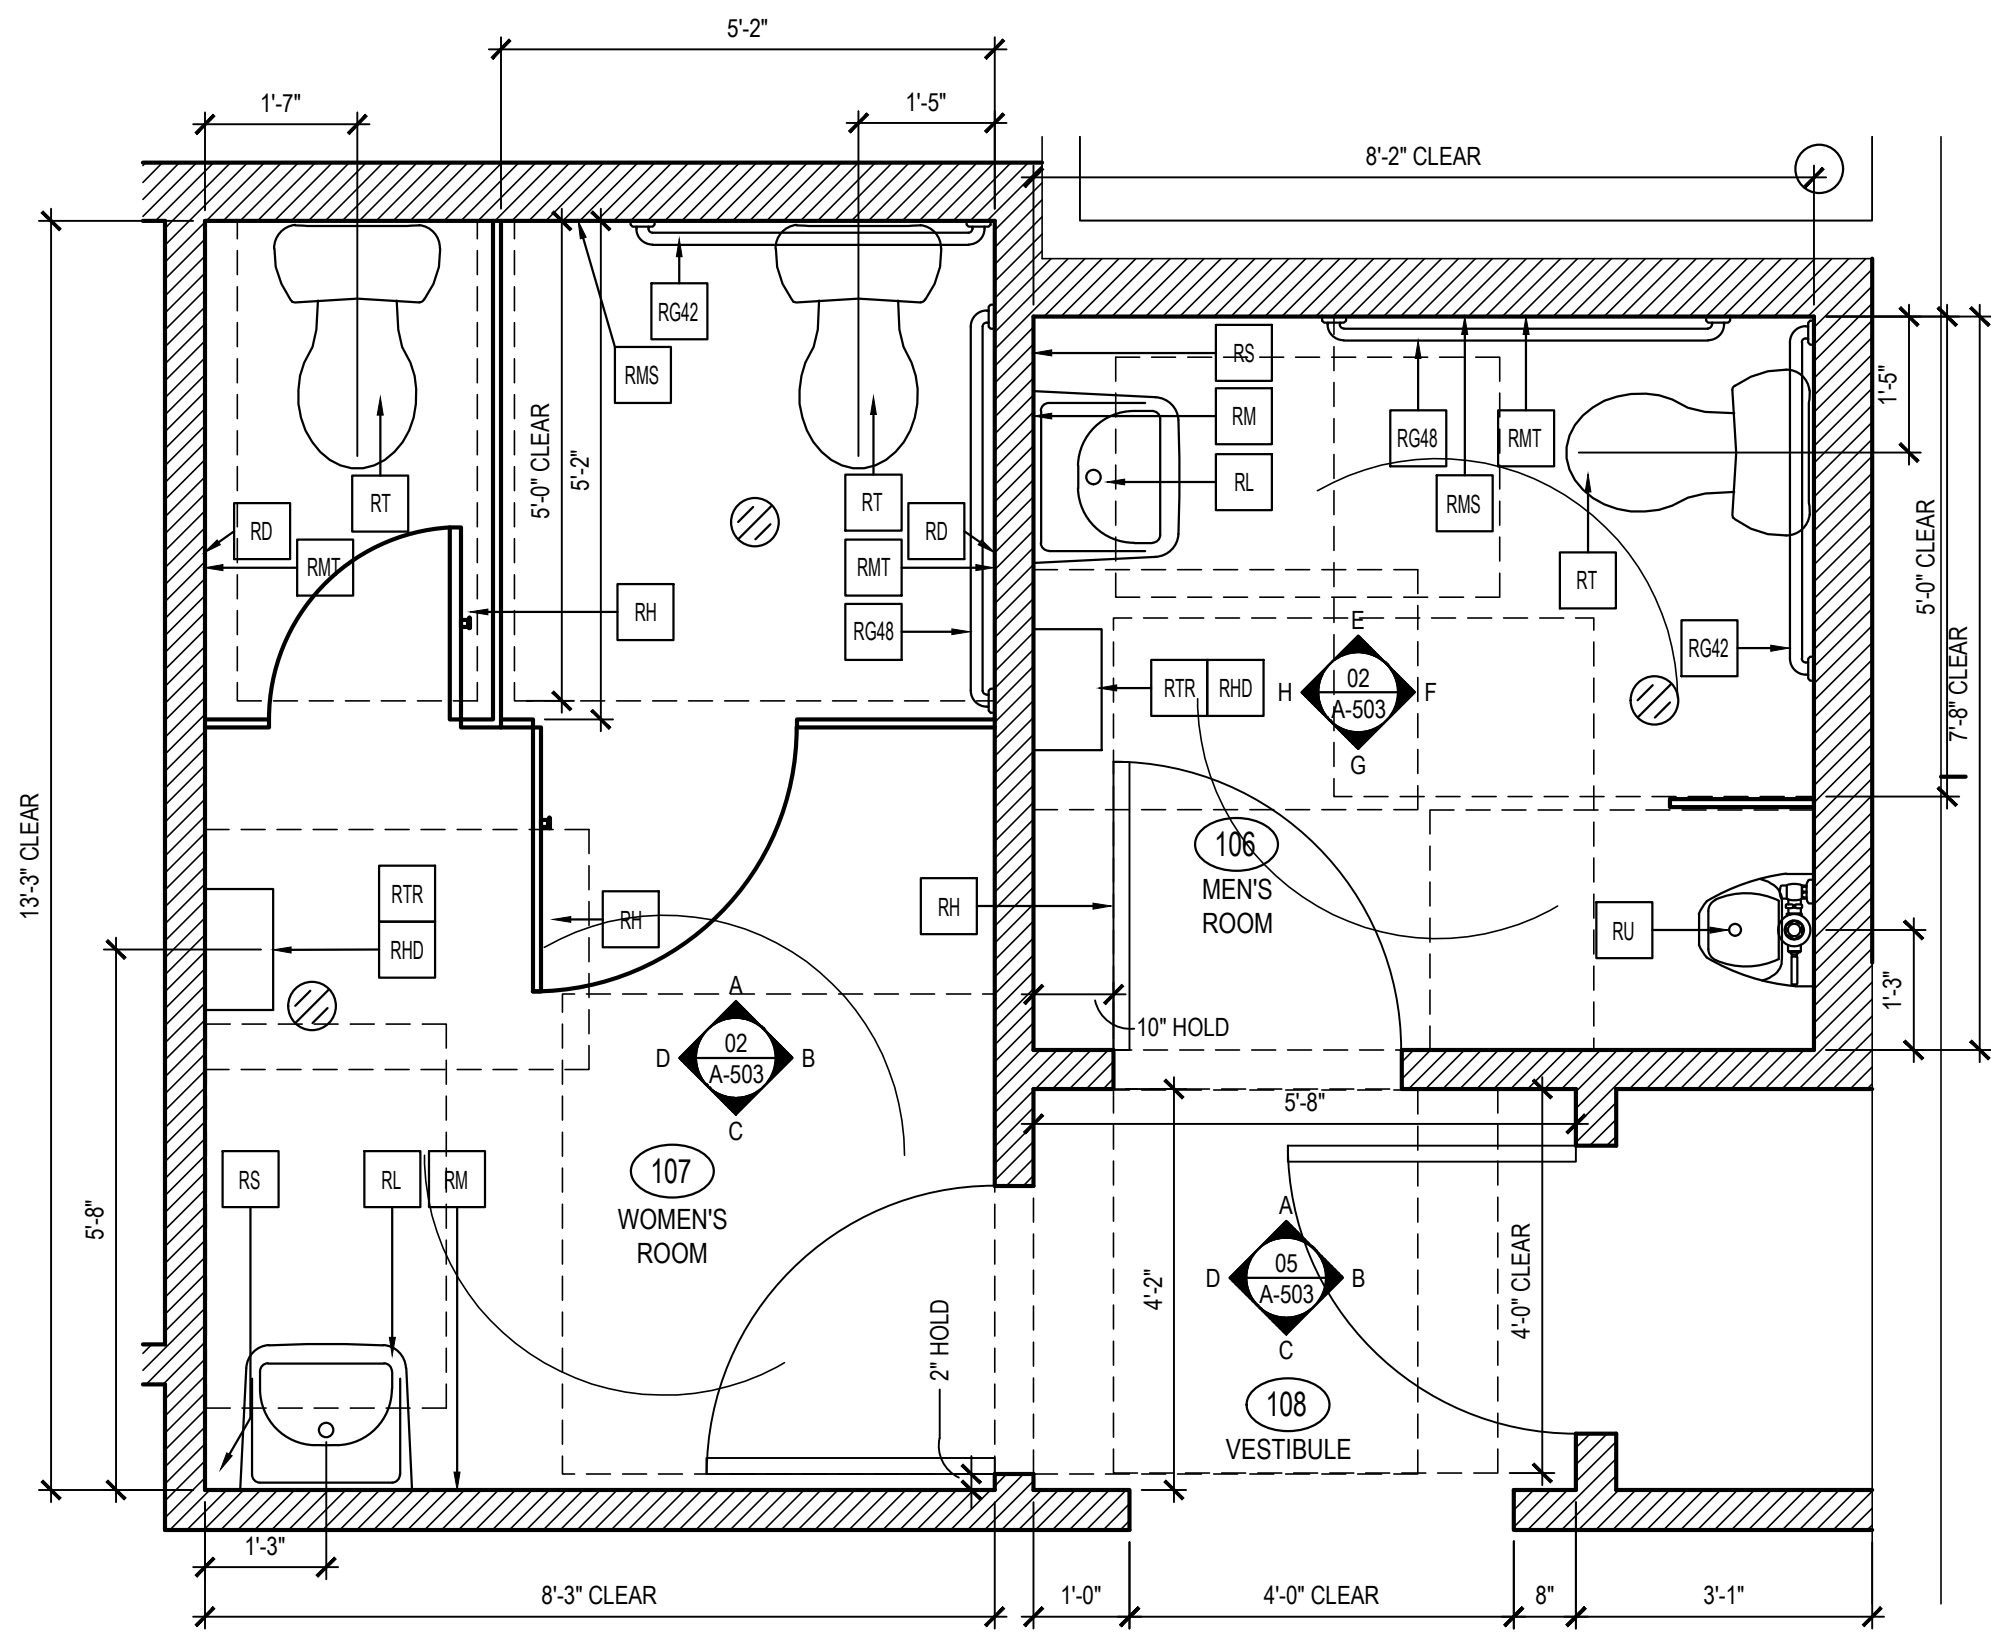 5'-2"
1'-7"
1'-5"
8'-2" CLEAR
RG42
RMS
RS
RM
RL
RG48
RMT
RMS
RT
1'-5"
5'-0" CLEAR
5'-2"
RT
RD
RMT
RT
RD
RMT
RG48
RH
RG42
5'-0" CLEAR
7'-8" CLEAR
RTR RHD
E
H 02 F
A-503
G
13'-3" CLEAR
106
MEN'S
ROOM
RTR
RHD
RH
RH
RU
1'-3"
10" HOLD
A
D 02 B
A-503
C
5'-8"
5'-8"
RS
RL
RM
107
WOMEN'S
ROOM
4'-2"
4'-0" CLEAR
A
D 05 B
A-503
C
2" HOLD
108
VESTIBULE
1'-3"
8'-3" CLEAR
1'-0"
4'-0" CLEAR
8"
3'-1"